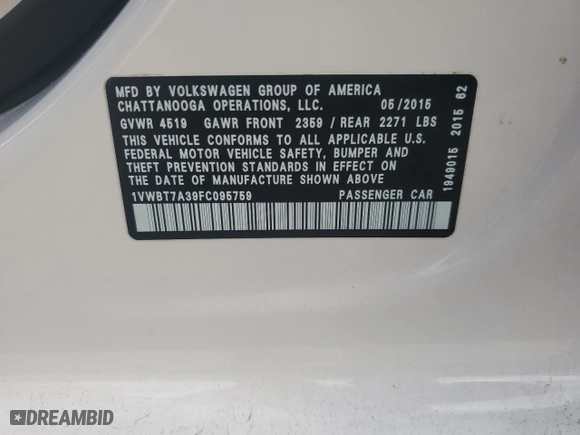 MFD BY VOLKSWAGEN GROUP OF AMERICA
CHATTANOOGA OPERATIONS, LLC. 05/2015
GVWR 4519 GAWR FRONT 2359 / REAR 2271 LBS
THIS VEHICLE CONFORMS TO ALL APPLICABLE U.S.
FEDERAL MOTOR VEHICLE SAFETY, BUMPER AND
THEFT PREVENTION STANDARDS IN EFFECT ON
THE DATE OF MANUFACTURE SHOWN ABOVE
1VWBT7A39FC095759 PASSENGER CAR
1949015 2015 62
DREAMBID